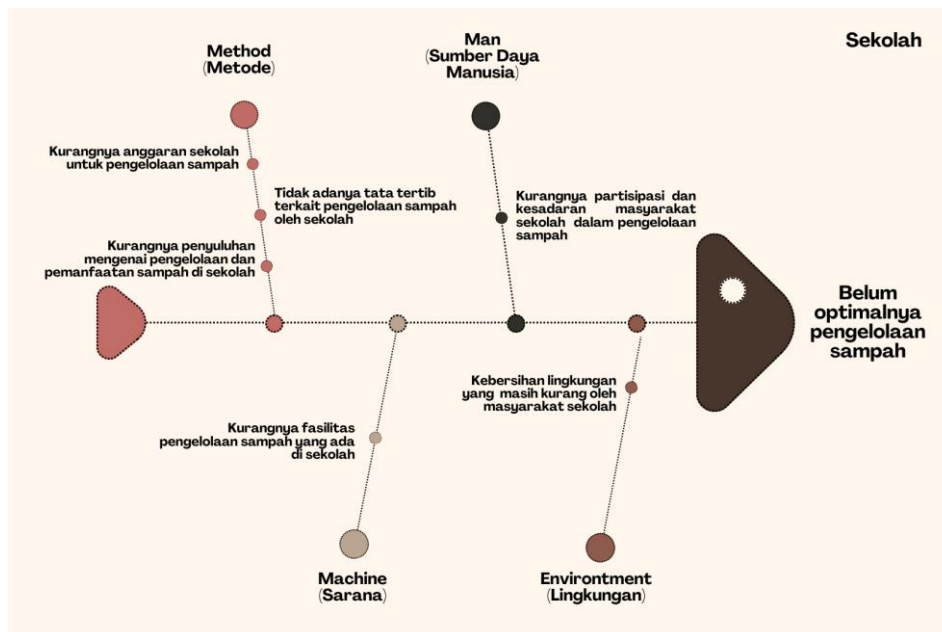 Sekolah
Method
(Metode)
Man
(Sumber Daya
Manusia)
Kurangnya anggaran sekolah
untuk pengelolaan sampah
Tidak adanya tata tertib
terkait pengelolaan sampah
oleh sekolah
Kurangnya penyuluhan
mengenai pengelolaan dan
pemanfaatan sampah di sekolah
Kurangnya partisipasi dan
kesadaran masyarakat
sekolah dalam pengelolaan
sampah
Belum
optimalnya
pengelolaan
sampah
Kurangnya fasilitas
pengelolaan sampah yang ada
di sekolah
Kebersihan lingkungan
yang masih kurang oleh
masyarakat sekolah
Machine
(Sarana)
Environtment
(Lingkungan)